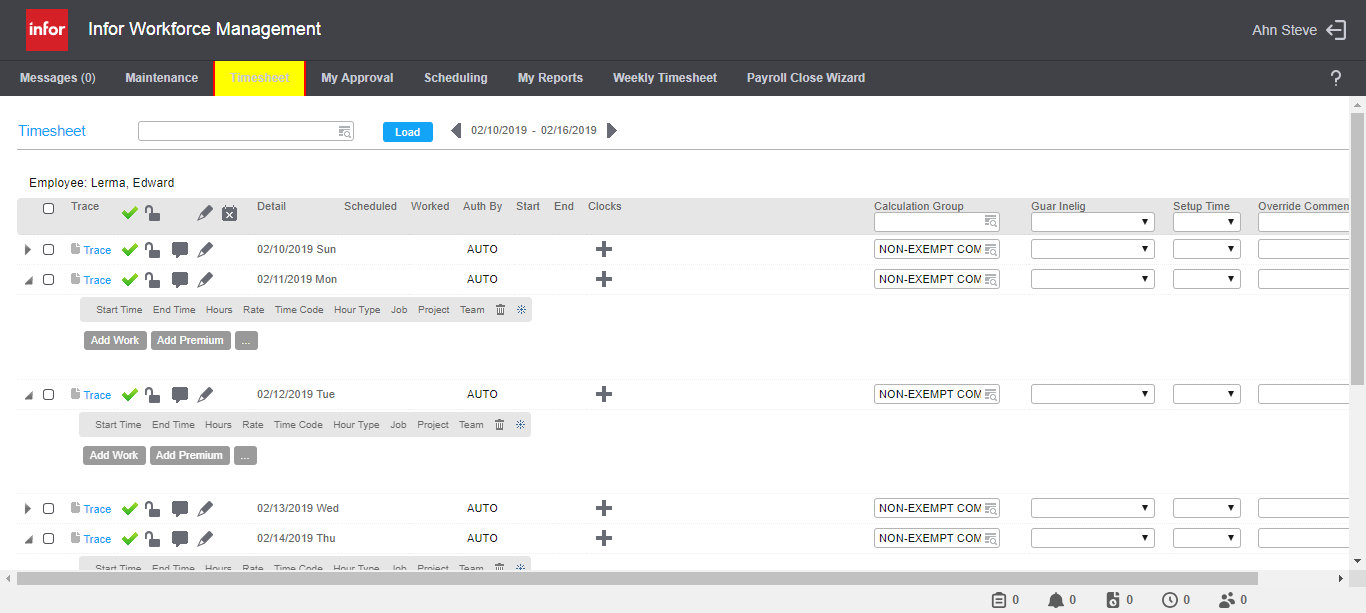 infor Infor Workforce Management Ahn Steve
Messages (0) Maintenance Timesheet My Approval Scheduling My Reports Weekly Timesheet Payroll Close Wizard ?
Timesheet Load 02/10/2019 - 02/16/2019
Employee: Lerma, Edward
Trace Detail Scheduled Worked Auth By Start End Clocks Calculation Group Guar Inelig Setup Time Override Commen
Trace 02/10/2019 Sun AUTO NON-EXEMPT COM
Trace 02/11/2019 Mon AUTO NON-EXEMPT COM
Start Time End Time Hours Rate Time Code Hour Type Job Project Team
Add Work Add Premium ...
Trace 02/12/2019 Tue AUTO NON-EXEMPT COM
Start Time End Time Hours Rate Time Code Hour Type Job Project Team
Add Work Add Premium ...
Trace 02/13/2019 Wed AUTO NON-EXEMPT COM
Trace 02/14/2019 Thu AUTO NON-EXEMPT COM
Start Time End Time Hours Rate Time Code Hour Type Job Project Team
0 0 0 0 0